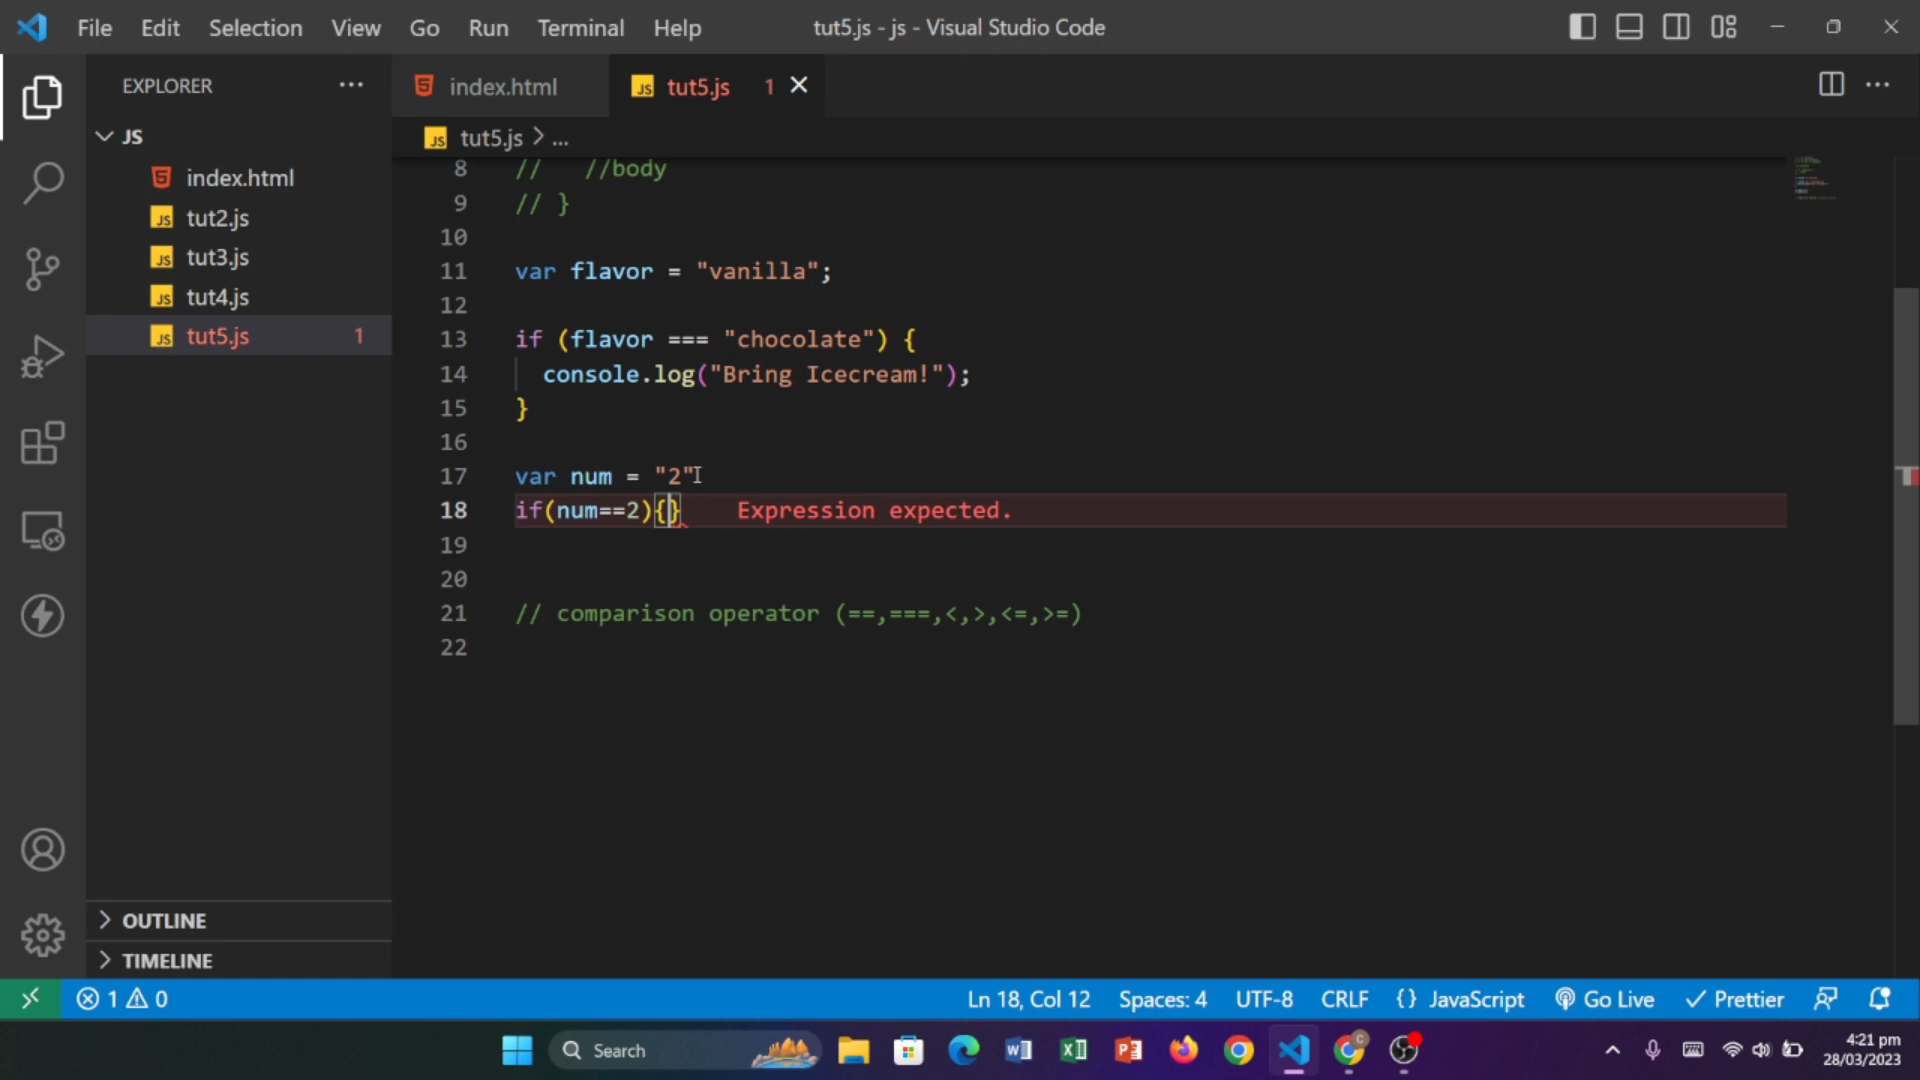 File Edit Selection View Go Run Terminal Help
tut5.js - js - Visual Studio Code
EXPLORER
JS
index.html
tut2.js
tut3.js
tut4.js
tut5.js 1
OUTLINE
TIMELINE
index.html
tut5.js 1
tut5.js > ...
8 // //body
9 // }
10
11 var flavor = "vanilla";
12
13 if (flavor === "chocolate") {
14 console.log("Bring Icecream!");
15 }
16
17 var num = "2"
18 if(num==2){} Expression expected.
19
20
21 // comparison operator (==,===,<,>,<=,>=)
22
1 0
Ln 18, Col 12 Spaces: 4 UTF-8 CRLF {} JavaScript Go Live Prettier
Search
4:21 pm
28/03/2023